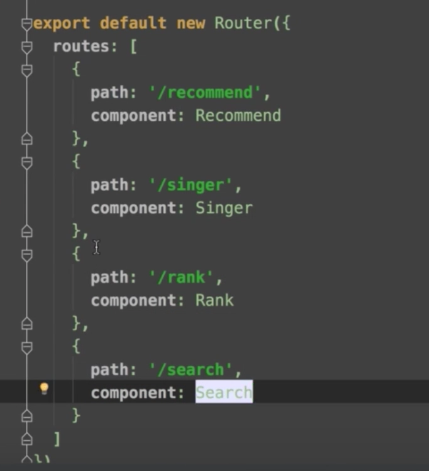 export default new Router({
  routes: [
    {
      path: '/recommend',
      component: Recommend
    },
    {
      path: '/singer',
      component: Singer
    },
    {
      path: '/rank',
      component: Rank
    },
    {
      path: '/search',
      component: Search
    }
  ]
})